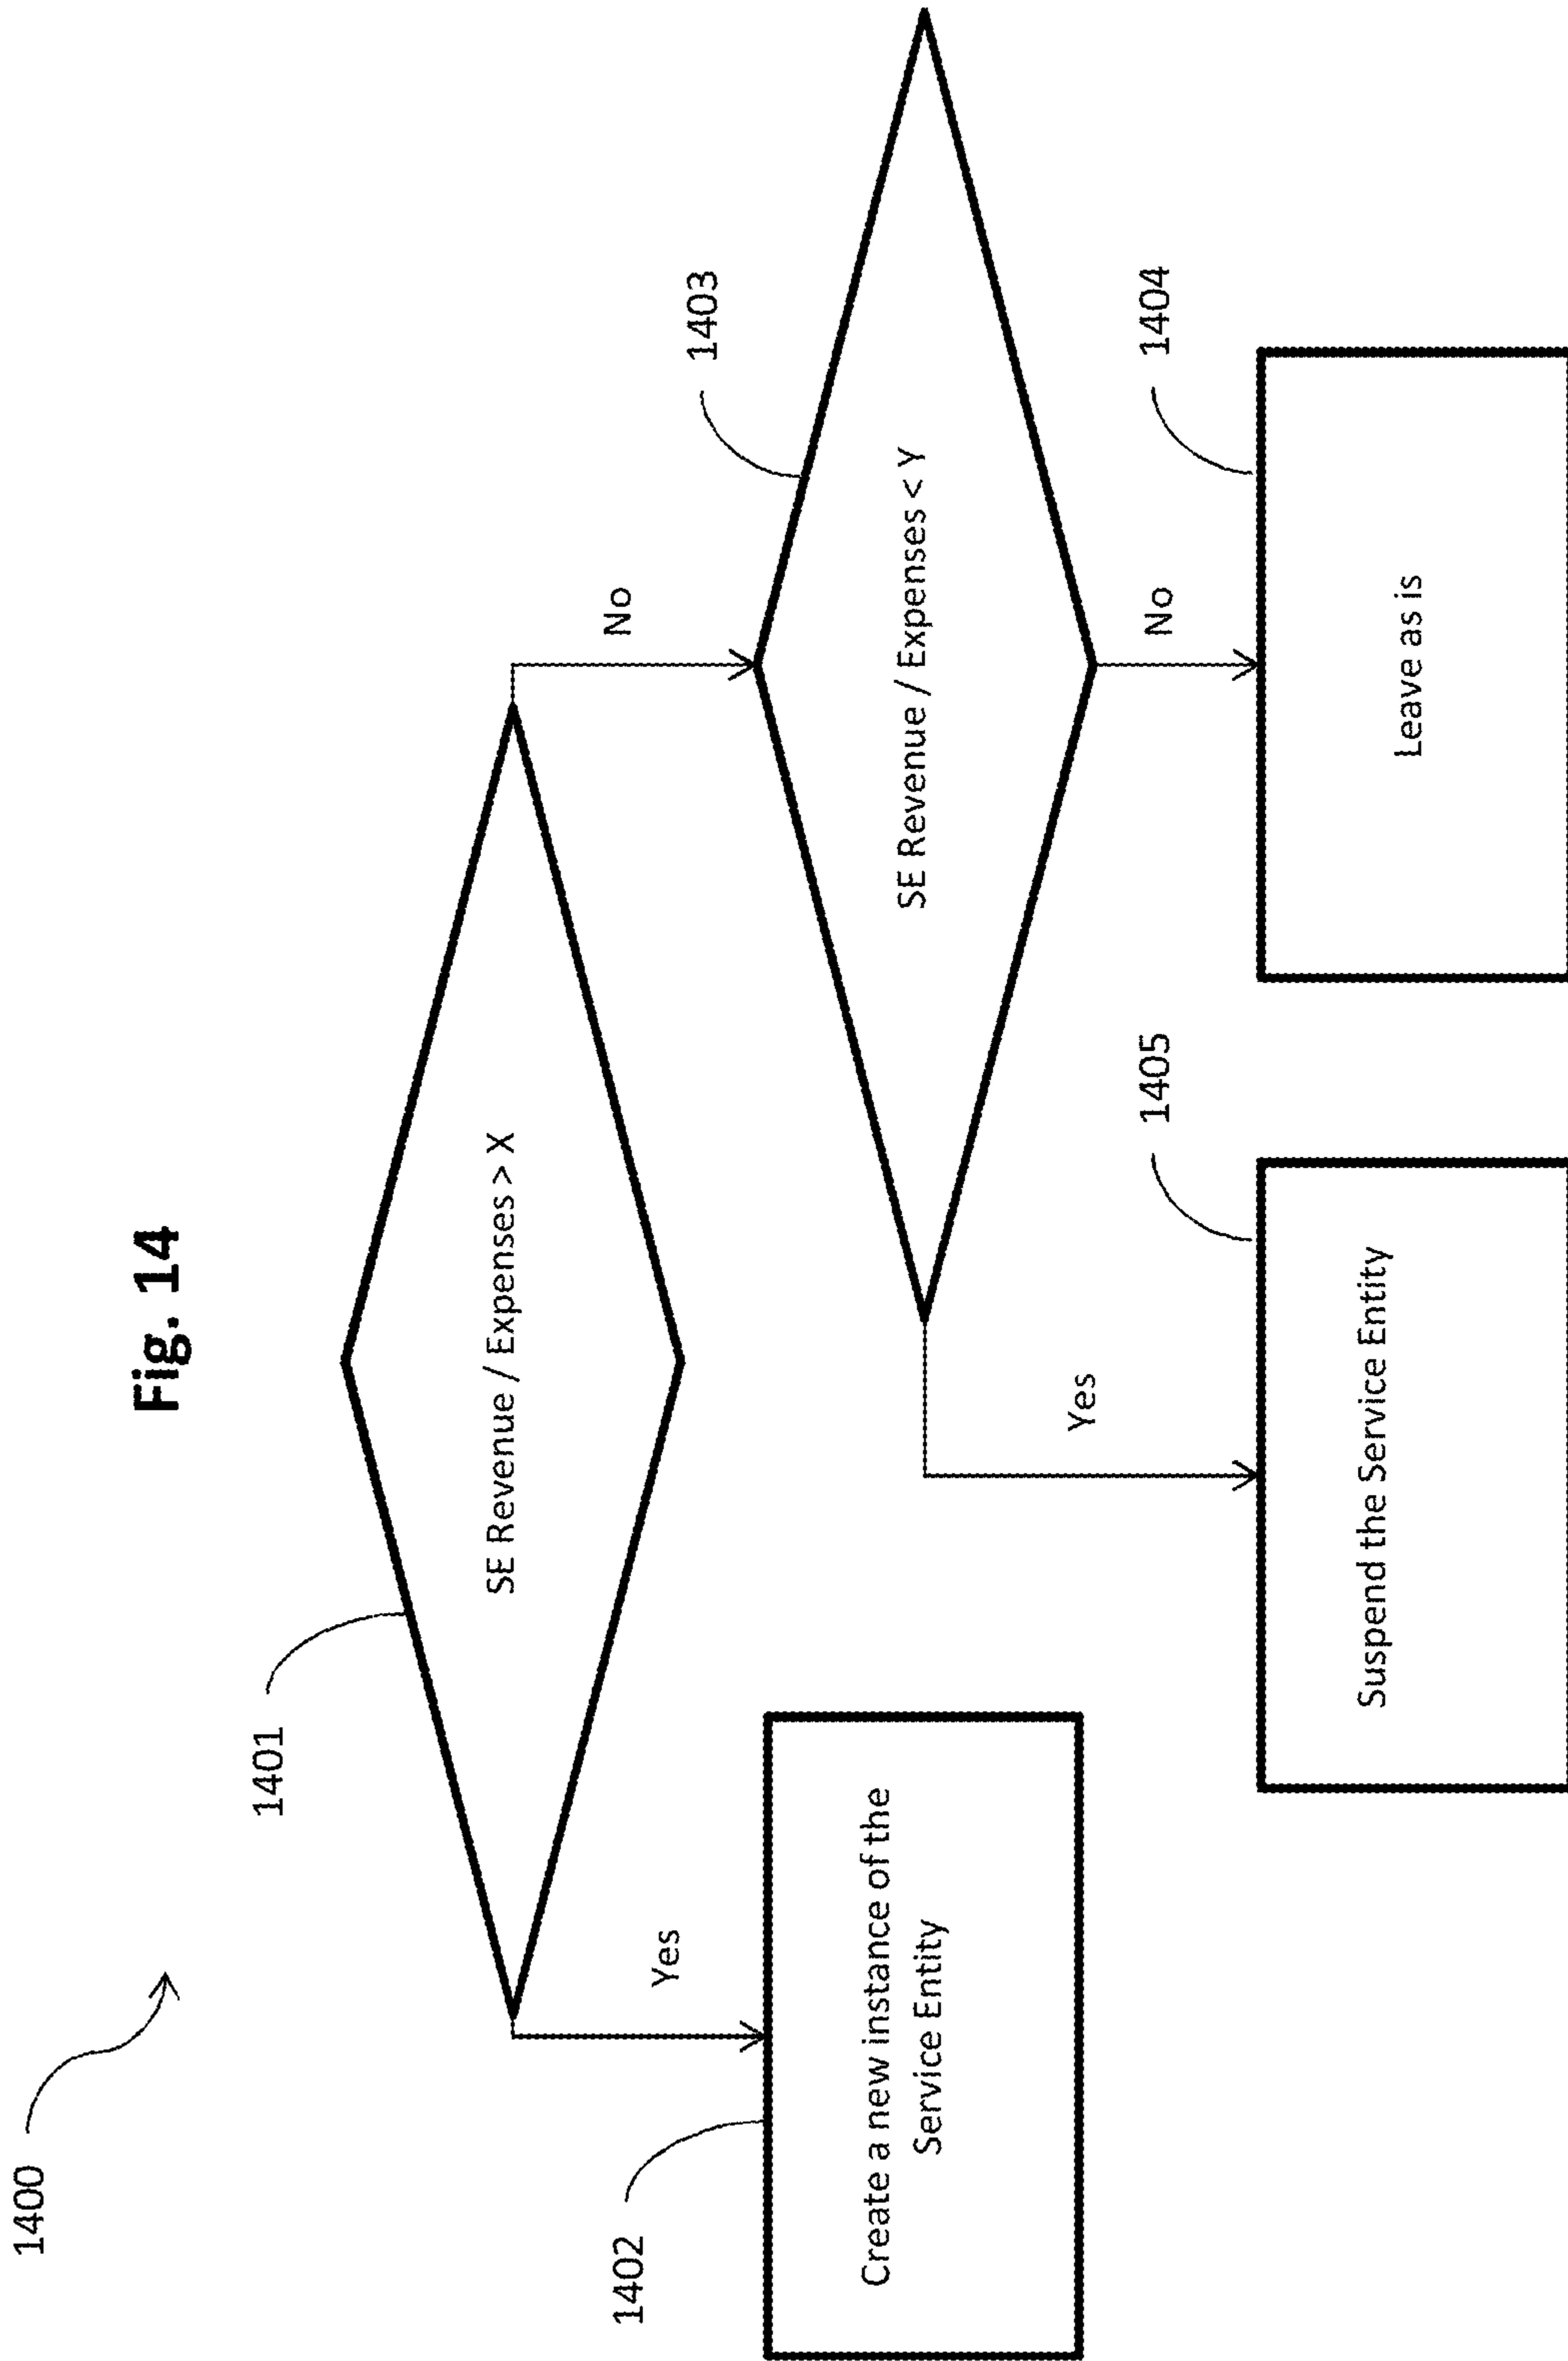 1400
Fig. 14
1401
SE Revenue / Expenses > X
Yes
No
1402
Create a new instance of the
Service Entity
1403
SE Revenue / Expenses < Y
Yes
No
1405
Suspend the Service Entity
1404
Leave as is